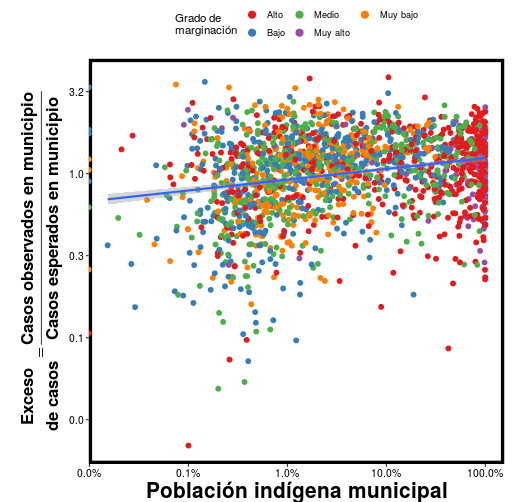 Grado de
marginación
Alto
Medio
Muy bajo
Bajo
Muy alto
3.2
1.0
0.3
0.1
0.0
Exceso
de casos
=
Casos observados en municipio
Casos esperados en municipio
0.0%
0.1%
1.0%
10.0%
100.0%
Población indígena municipal